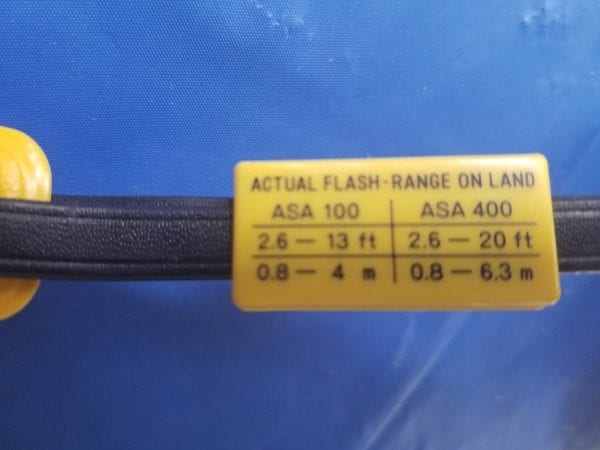 ACTUAL FLASH-RANGE ON LAND
ASA 100 ASA 400
2.6 — 13 ft 2.6 — 20 ft
0.8 — 4 m 0.8 — 6.3 m